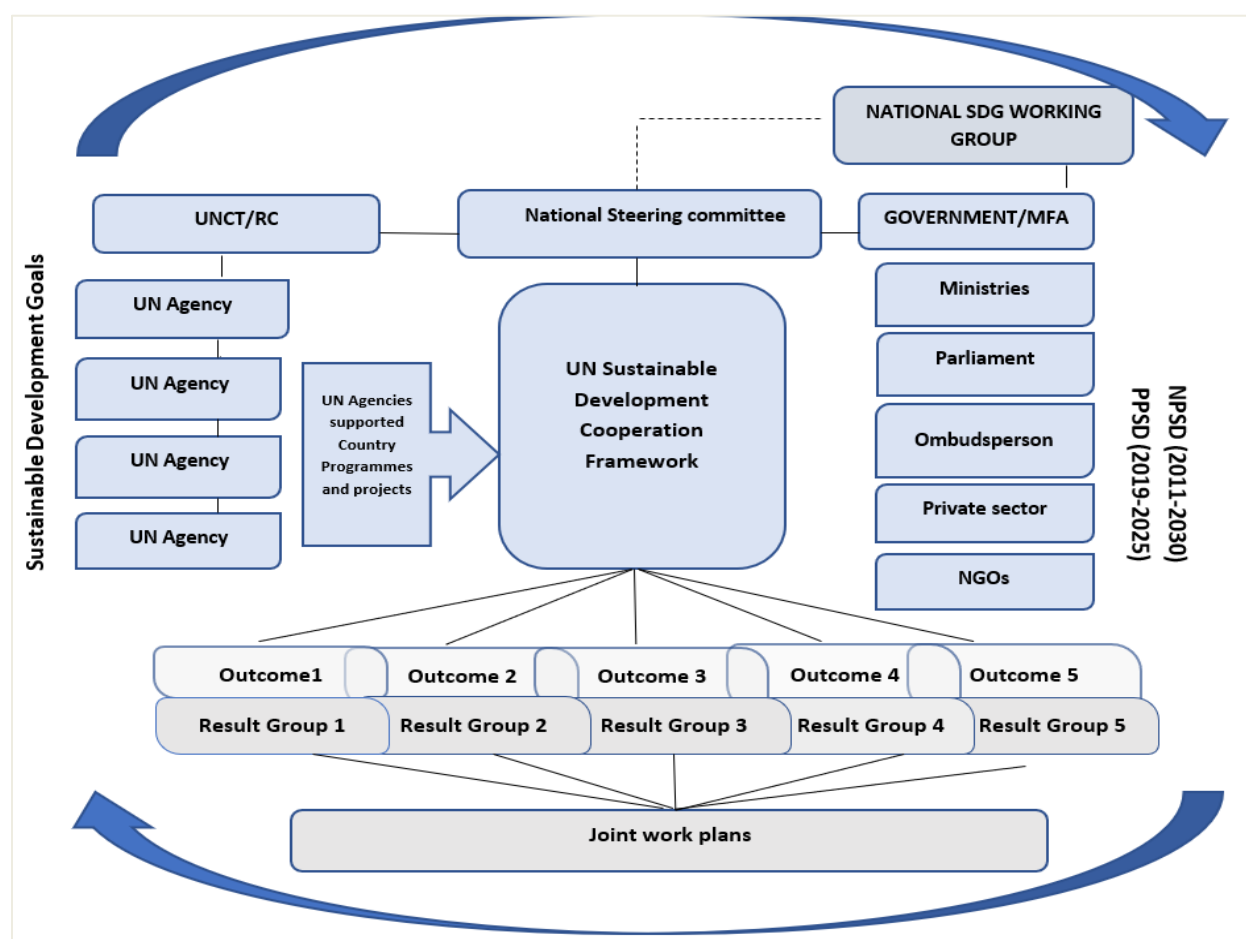 NATIONAL SDG WORKING
GROUP
UNCT/RC
National Steering committee
GOVERNMENT/MFA
Sustainable Development Goals
UN Agency
UN Agency
UN Agency
UN Agency
UN Agencies
supported
Country
Programmes
and projects
UN Sustainable
Development
Cooperation
Framework
Ministries
Parliament
Ombudsperson
Private sector
NGOs
NPSD (2011-2030)
PPSD (2019-2025)
Outcome1
Outcome 2
Outcome 3
Outcome 4
Outcome 5
Result Group 1
Result Group 2
Result Group 3
Result Group 4
Result Group 5
Joint work plans